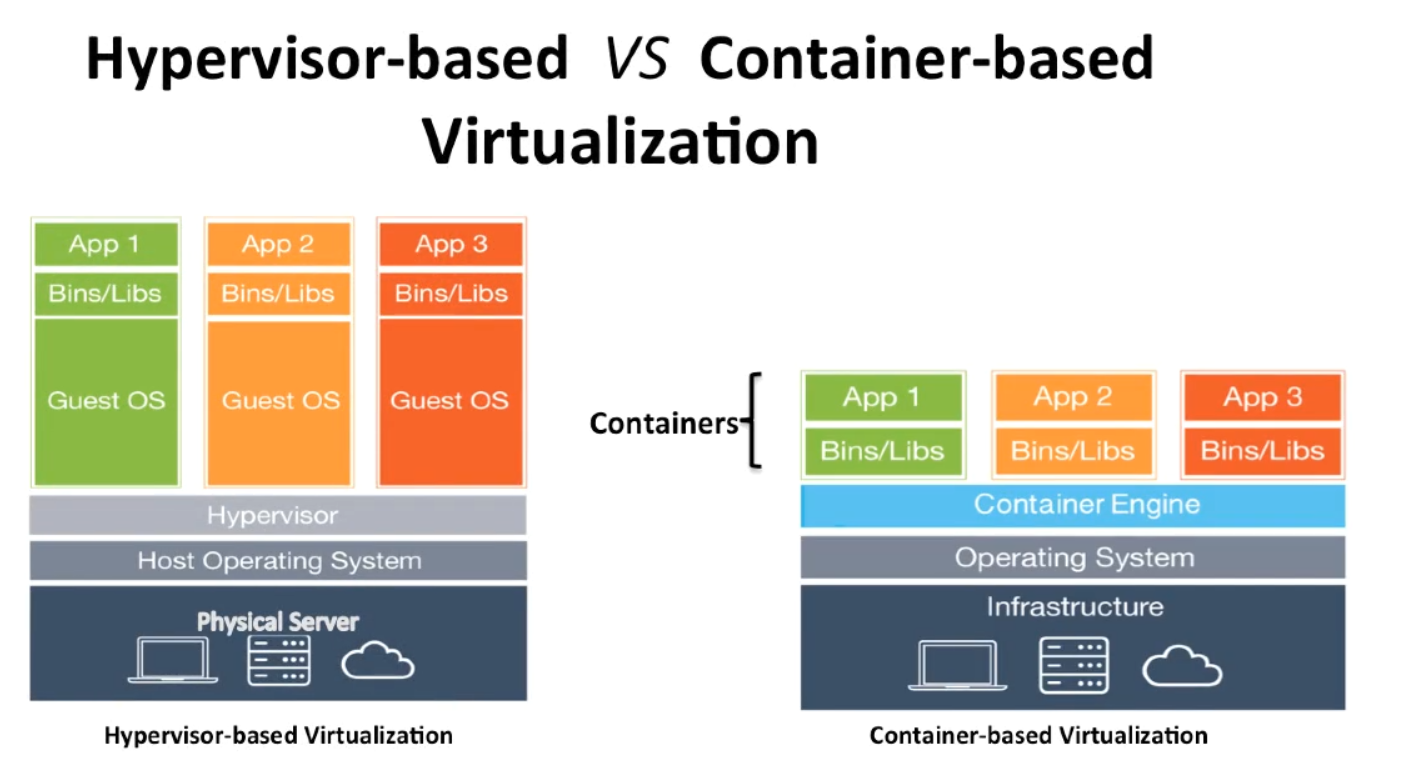 Hypervisor-based VS Container-based
Virtualization
App 1
App 2
App 3
Bins/Libs
Bins/Libs
Bins/Libs
Guest OS
Guest OS
Guest OS
Hypervisor
Host Operating System
Physical Server
Hypervisor-based Virtualization
Containers
App 1
App 2
App 3
Bins/Libs
Bins/Libs
Bins/Libs
Container Engine
Operating System
Infrastructure
Container-based Virtualization